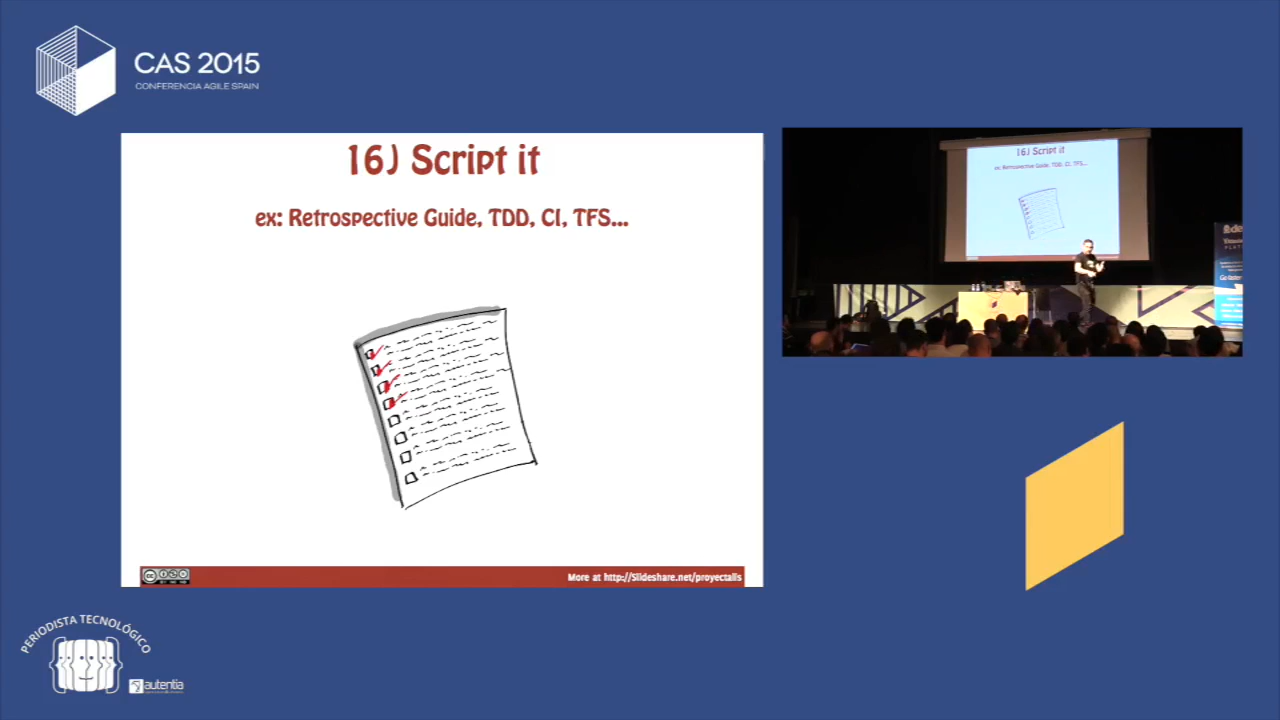 CAS 2015
CONFERENCIA AGILE SPAIN
16) Script it
ex: Retrospective Guide, TDD, CI, TFS...
More at http://Slideshare.net/proyectalis
16) Script it
ex: Retrospective Guide, TDD, CI, TFS...
PERIODISTA TECNOLÓGICO
autentia